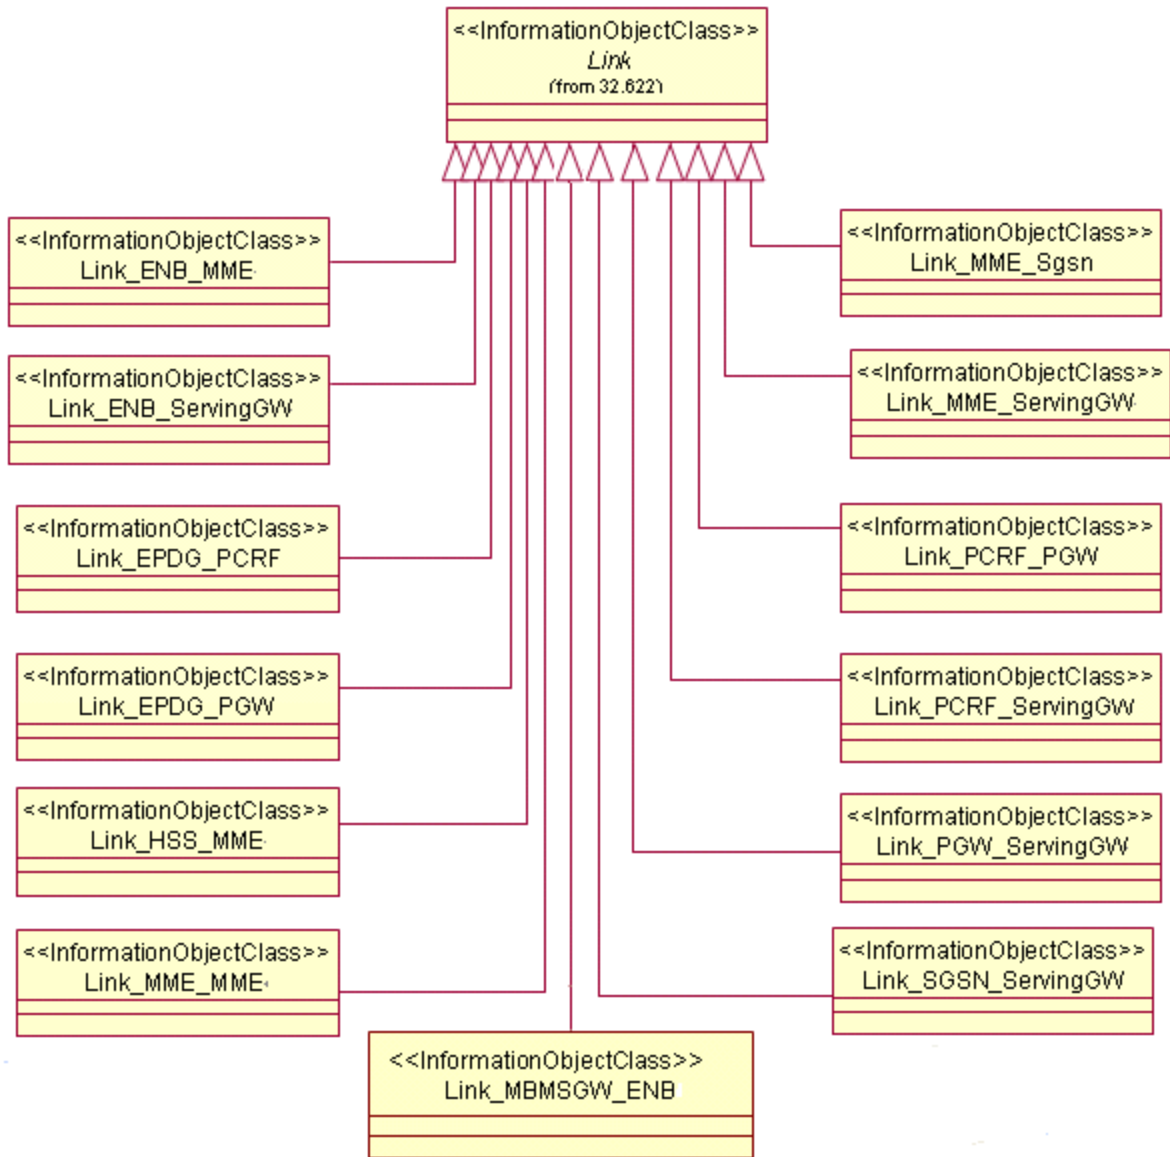 <<InformationObjectClass>>
Link
(from 32.622)
<<InformationObjectClass>>
Link_ENB_MME
<<InformationObjectClass>>
Link_MME_Sgsn
<<InformationObjectClass>>
Link_ENB_ServingGW
<<InformationObjectClass>>
Link_MME_ServingGW
<<InformationObjectClass>>
Link_EPDG_PCRF
<<InformationObjectClass>>
Link_PCRF_PGW
<<InformationObjectClass>>
Link_EPDG_PGW
<<InformationObjectClass>>
Link_PCRF_ServingGW
<<InformationObjectClass>>
Link_HSS_MME
<<InformationObjectClass>>
Link_PGW_ServingGW
<<InformationObjectClass>>
Link_MME_MME
<<InformationObjectClass>>
Link_SGSN_ServingGW
<<InformationObjectClass>>
Link_MBMSGW_ENB